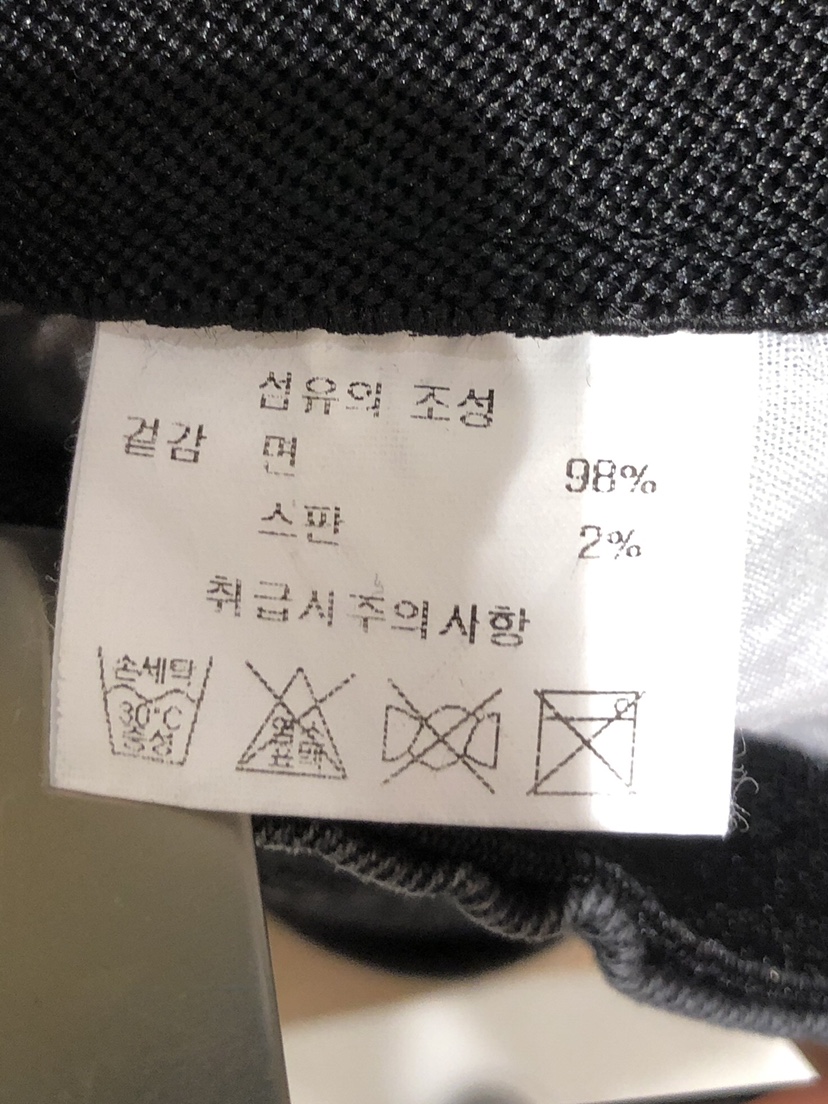 섬유의 조성
겉감 면 98%
스판 2%
취급시주의사항
손세탁
30°C
중성
염소
표백